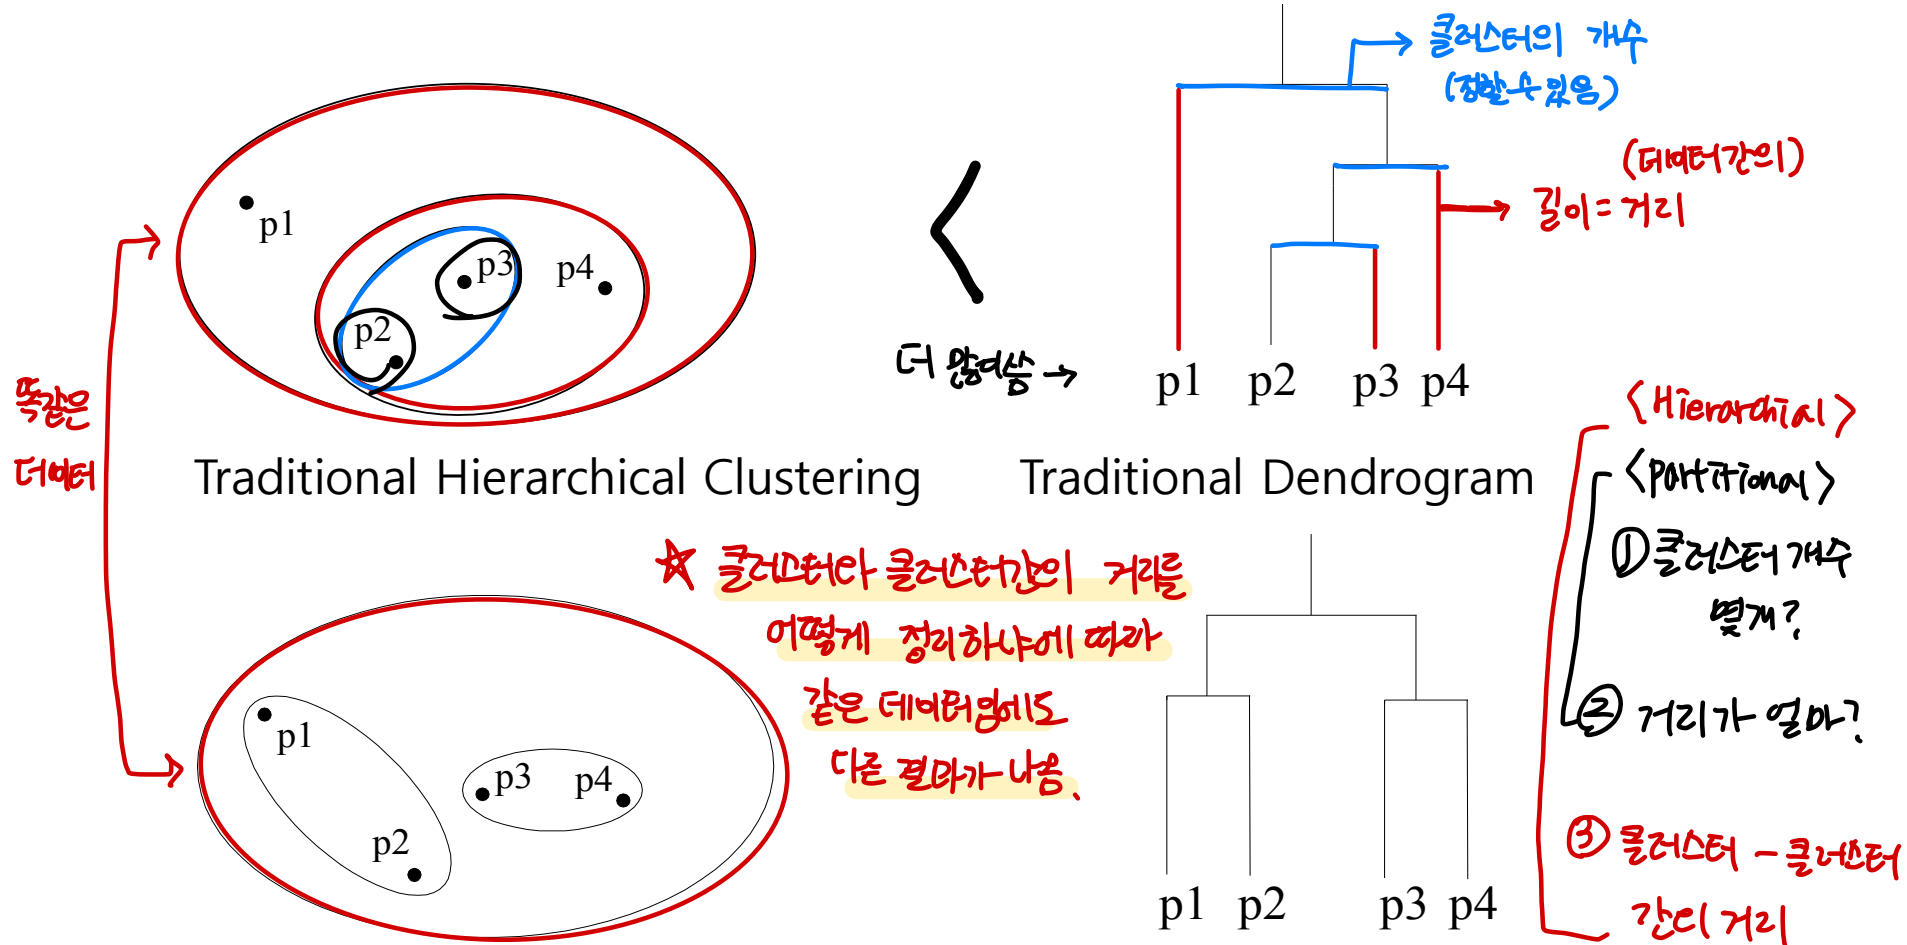 클러스터의 개수
(정할 수 있음)
(데이터간의)
길이 = 거리
p1
p3
p4
p2
더 많이씀 →
p1 p2 p3 p4
똑같은
데이터
Traditional Hierarchical Clustering
Traditional Dendrogram
<Hierarchial>
<partitional>
① 클러스터 개수
몇개?
② 거리가 얼마?
③ 클러스터 - 클러스터
간의 거리
☆ 클러스터와 클러스터간의 거리를
어떻게 정리하냐에 따라
같은 데이터임에도
다른 결과가 나옴.
p1
p3 p4
p2
p1 p2 p3 p4